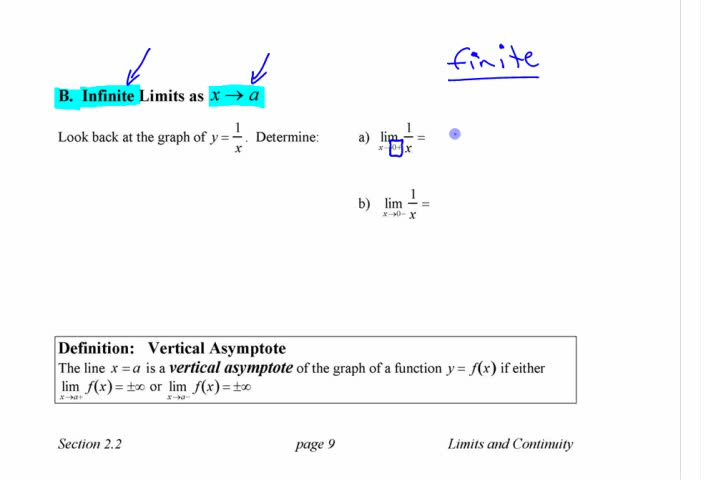 finite
B. Infinite Limits as x → a
Look back at the graph of y = 1/x. Determine: a) lim x→0+ 1/x =
b) lim x→0− 1/x =
Definition: Vertical Asymptote
The line x = a is a vertical asymptote of the graph of a function y = f(x) if either
lim x→a+ f(x) = ±∞ or lim x→a− f(x) = ±∞
Section 2.2 page 9 Limits and Continuity